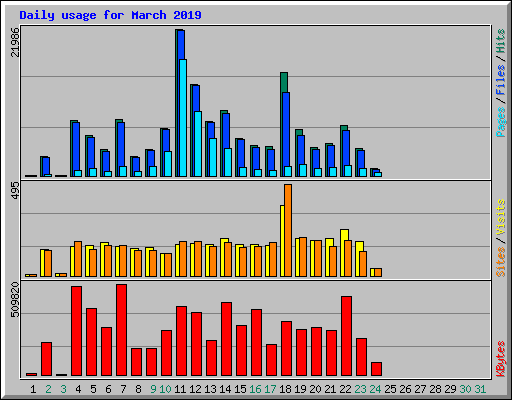 Daily usage for March 2019
21986
Pages / Files / Hits
495
Sites / Visits
509820
KBytes
1 2 3 4 5 6 7 8 9 10 11 12 13 14 15 16 17 18 19 20 21 22 23 24 25 26 27 28 29 30 31